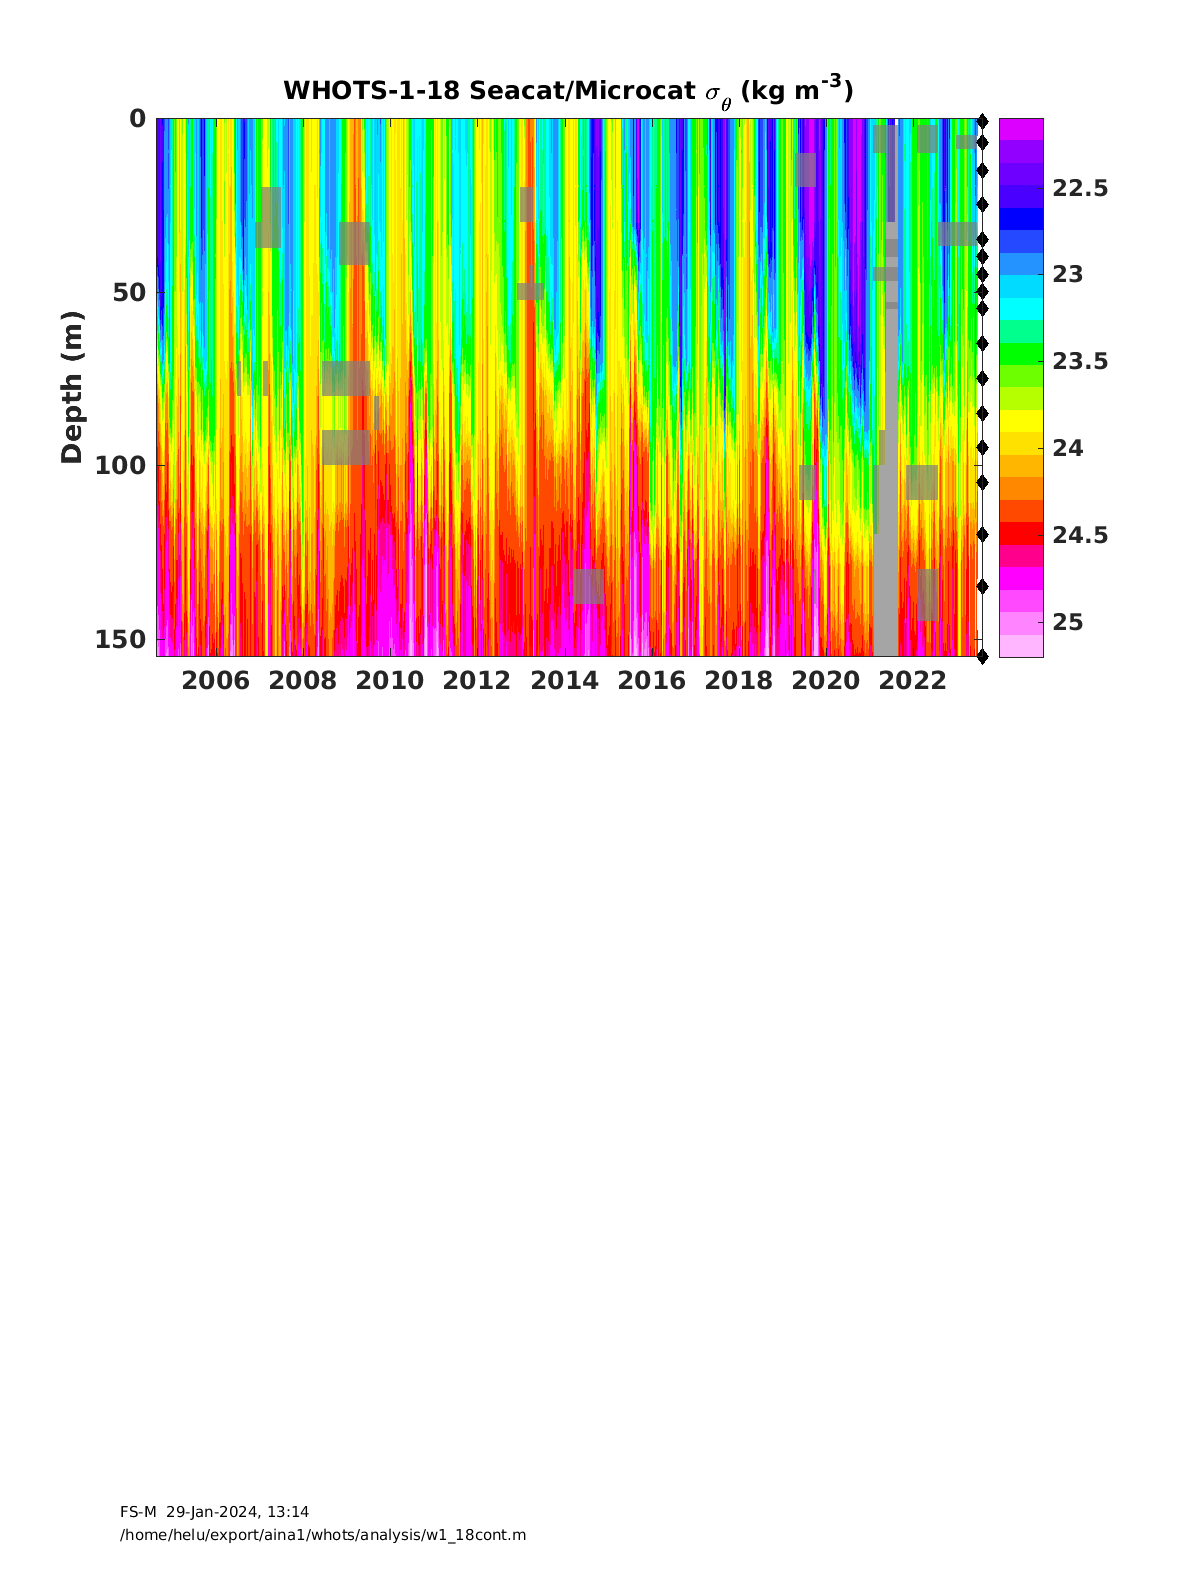 WHOTS-1-18 Seacat/Microcat σθ (kg m-3)
0
50
100
150
Depth (m)
2006 2008 2010 2012 2014 2016 2018 2020 2022
22.5
23
23.5
24
24.5
25
FS-M 29-Jan-2024, 13:14
/home/helu/export/aina1/whots/analysis/w1_18cont.m